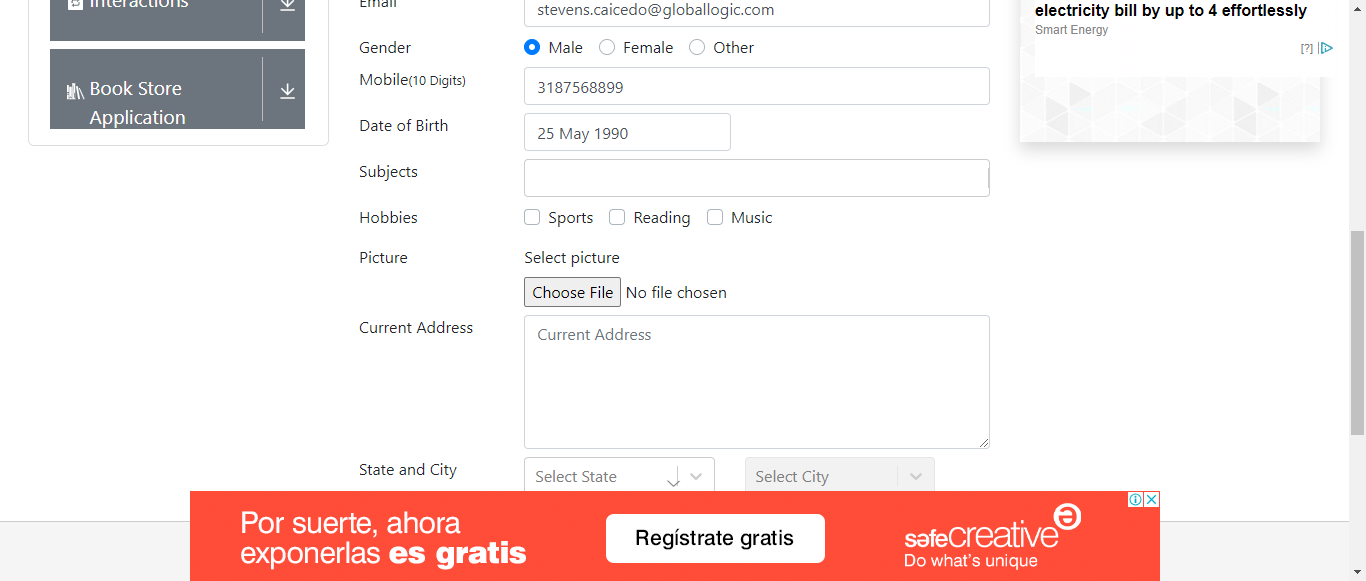 Interactions
Book Store
Application
Email
stevens.caicedo@globallogic.com
Gender
Male
Female
Other
Mobile(10 Digits)
3187568899
Date of Birth
25 May 1990
Subjects
Hobbies
Sports
Reading
Music
Picture
Select picture
Choose File
No file chosen
Current Address
Current Address
State and City
Select State
Select City
electricity bill by up to 4 effortlessly
Smart Energy
[?]
Por suerte, ahora
exponerlas es gratis
Regístrate gratis
safecreative
Do what's unique